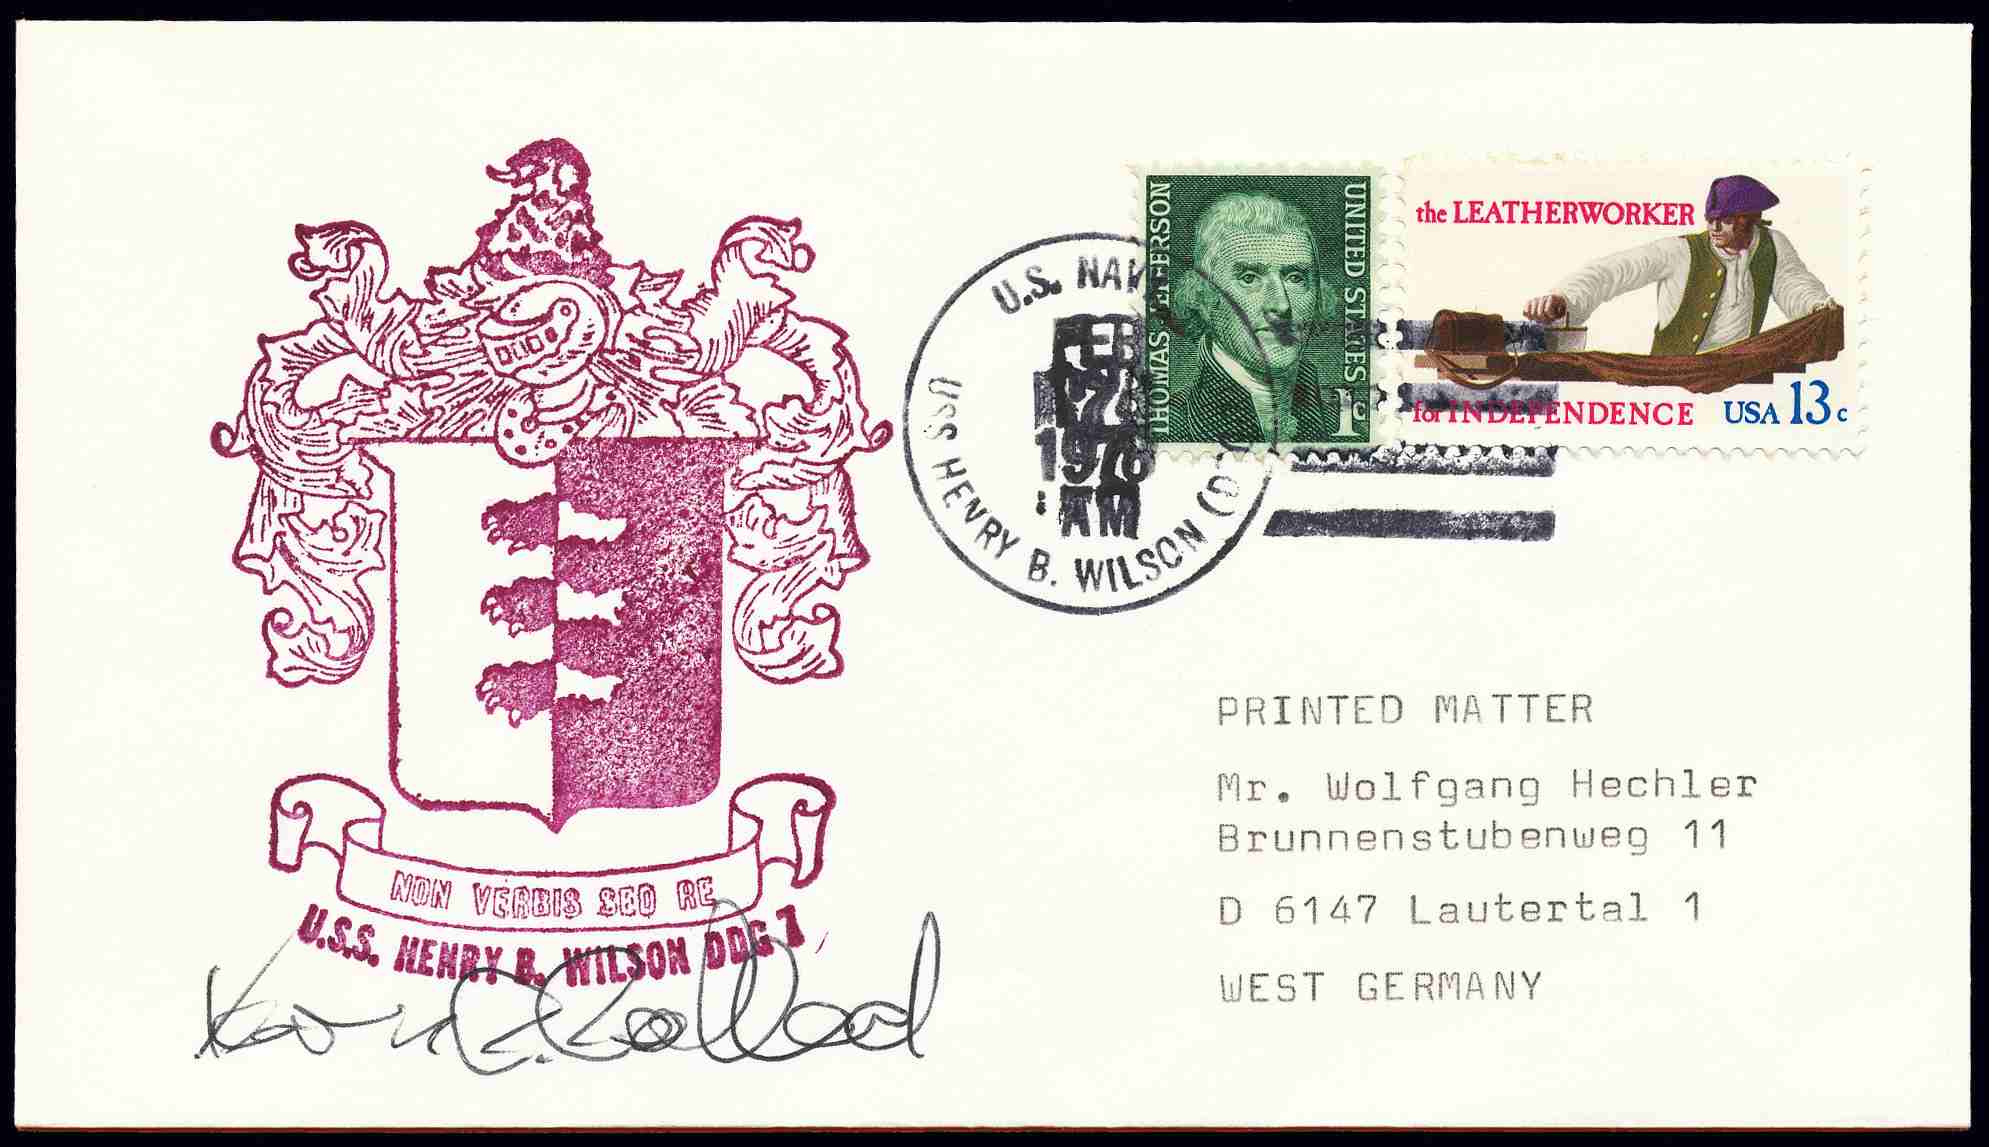 NON VERBIS SED RE
U.S.S. HENRY B. WILSON DDG 7
U.S. NAV
FEB
1978
AM
USS HENRY B. WILSON (D
THOMAS JEFFERSON
UNITED STATES
1c
the LEATHERWORKER
for INDEPENDENCE USA 13c
PRINTED MATTER
Mr. Wolfgang Hechler
Brunnenstubenweg 11
D 6147 Lautertal 1
WEST GERMANY